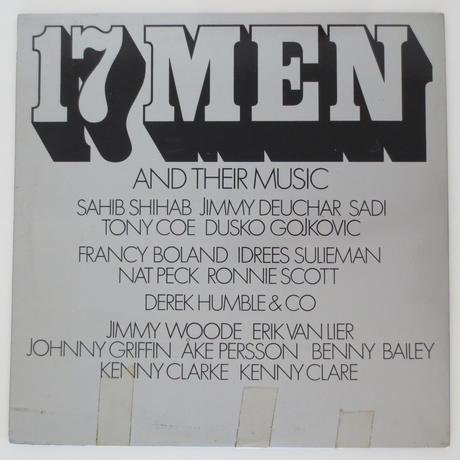 17 MEN
AND THEIR MUSIC
SAHIB SHIHAB JIMMY DEUCHAR SADI
TONY COE DUSKO GOJKOVIC
FRANCY BOLAND IDREES SULIEMAN
NAT PECK RONNIE SCOTT
DEREK HUMBLE & CO
JIMMY WOODE ERIK VAN LIER
JOHNNY GRIFFIN ÅKE PERSSON BENNY BAILEY
KENNY CLARKE KENNY CLARE